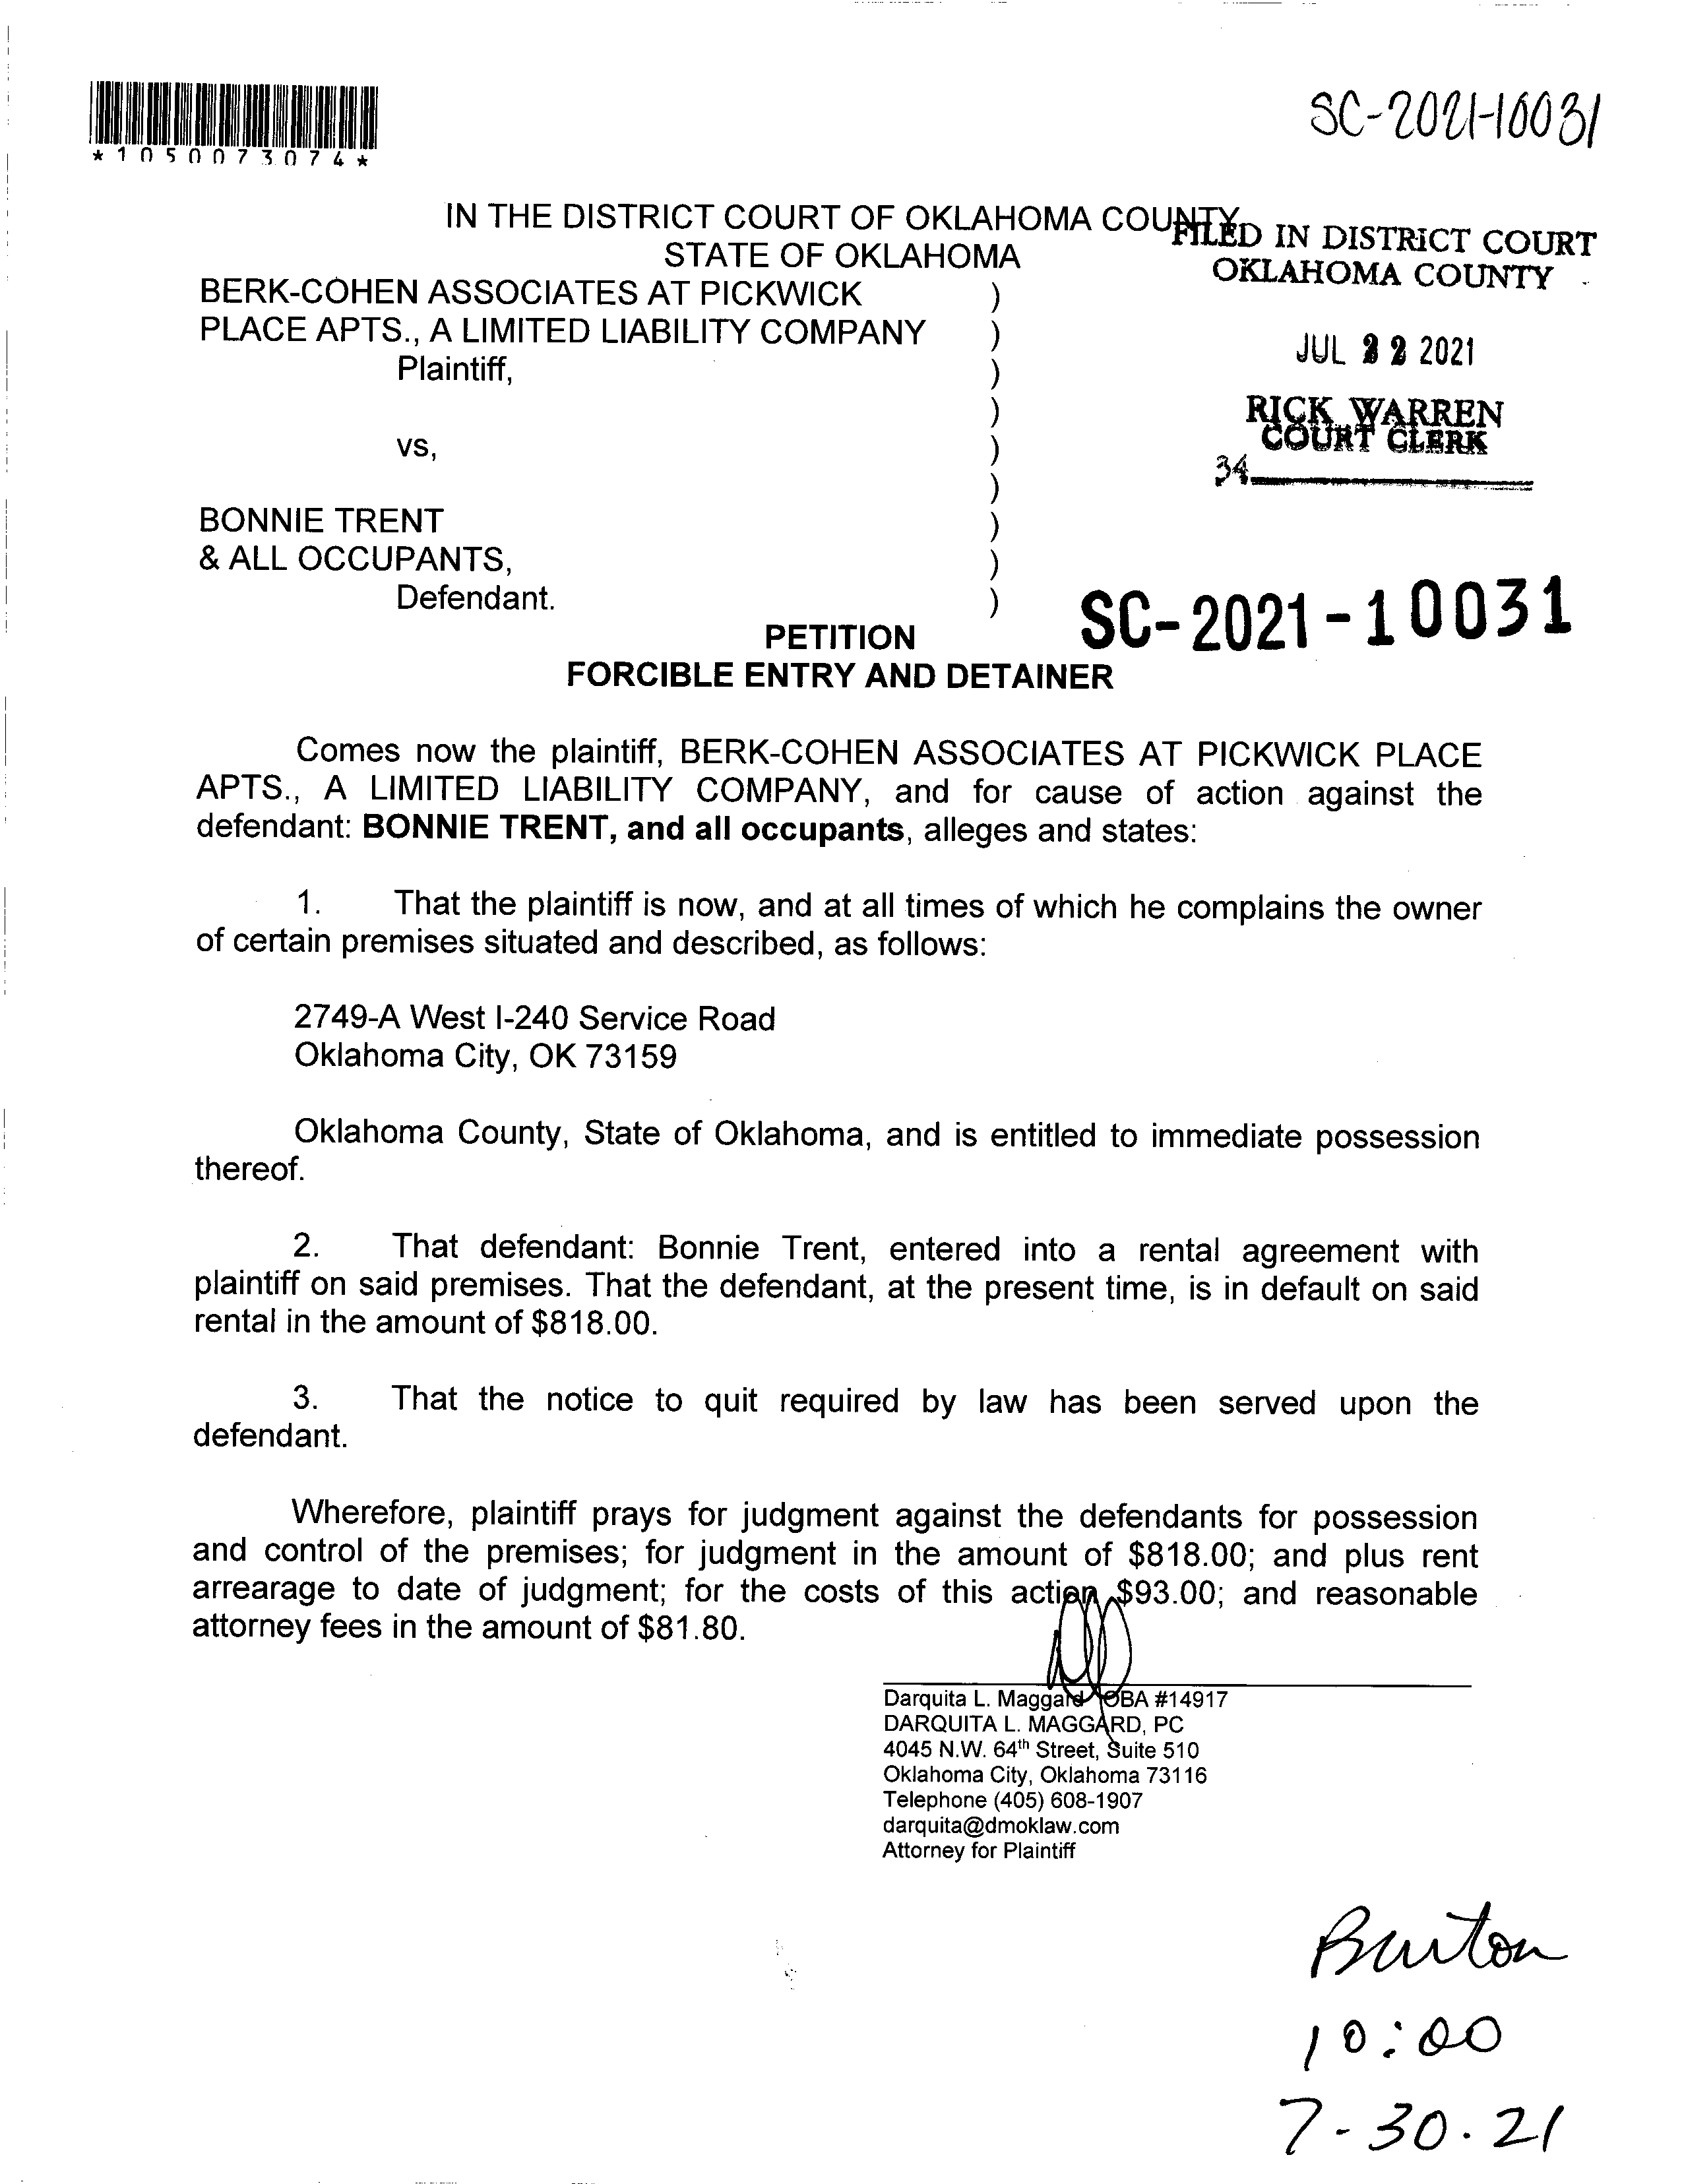 SC-2021-10031
*1050073074*
IN THE DISTRICT COURT OF OKLAHOMA COUNTY
STATE OF OKLAHOMA
FILED IN DISTRICT COURT
OKLAHOMA COUNTY
BERK-COHEN ASSOCIATES AT PICKWICK )
PLACE APTS., A LIMITED LIABILITY COMPANY )
Plaintiff, )
)
vs, )
)
BONNIE TRENT )
& ALL OCCUPANTS, )
Defendant. )
JUL 22 2021
RICK WARREN
COURT CLERK
34
SC-2021-10031
PETITION
FORCIBLE ENTRY AND DETAINER
Comes now the plaintiff, BERK-COHEN ASSOCIATES AT PICKWICK PLACE
APTS., A LIMITED LIABILITY COMPANY, and for cause of action against the
defendant: BONNIE TRENT, and all occupants, alleges and states:
1. That the plaintiff is now, and at all times of which he complains the owner
of certain premises situated and described, as follows:
2749-A West I-240 Service Road
Oklahoma City, OK 73159
Oklahoma County, State of Oklahoma, and is entitled to immediate possession
thereof.
2. That defendant: Bonnie Trent, entered into a rental agreement with
plaintiff on said premises. That the defendant, at the present time, is in default on said
rental in the amount of $818.00.
3. That the notice to quit required by law has been served upon the
defendant.
Wherefore, plaintiff prays for judgment against the defendants for possession
and control of the premises; for judgment in the amount of $818.00; and plus rent
arrearage to date of judgment; for the costs of this action $93.00; and reasonable
attorney fees in the amount of $81.80.
Darquita L. Maggard OBA #14917
DARQUITA L. MAGGARD, PC
4045 N.W. 64th Street, Suite 510
Oklahoma City, Oklahoma 73116
Telephone (405) 608-1907
darquita@dmoklaw.com
Attorney for Plaintiff
Burton
10:00
7-30.21